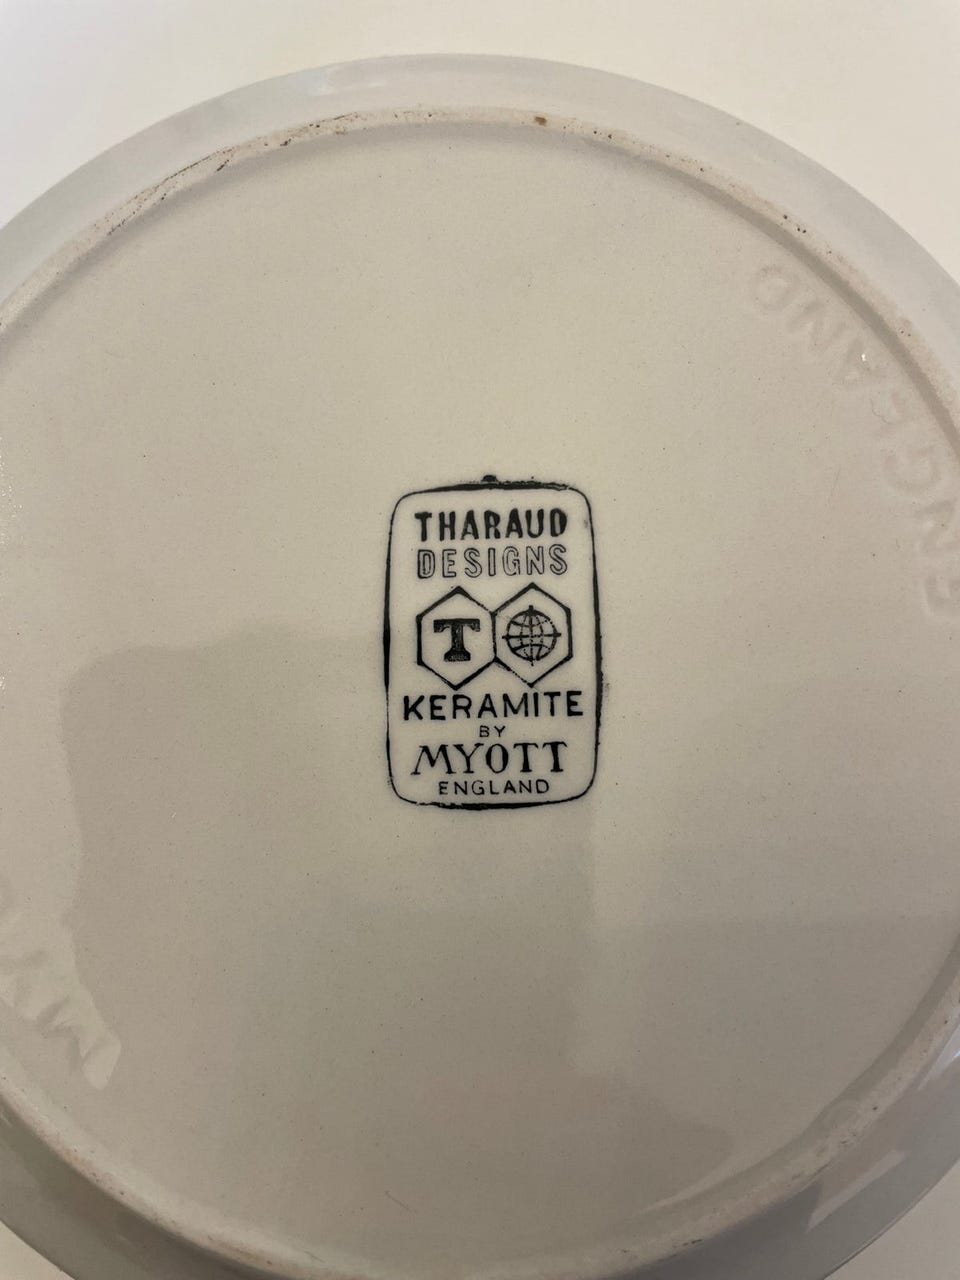 THARAUD
DESIGNS
T
KERAMITE
BY
MYOTT
ENGLAND
ENGLAND